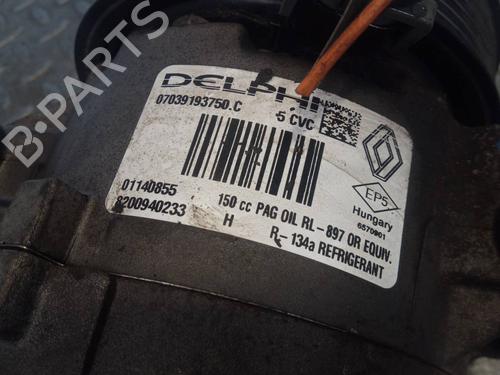 DELPHI
07039193750.C
5 CVC
EP5
Hungary
6570901
01140855
8200940233
H
150 cc PAG OIL RL-897 OR EQUIV.
R-134a REFRIGERANT
B-PARTS